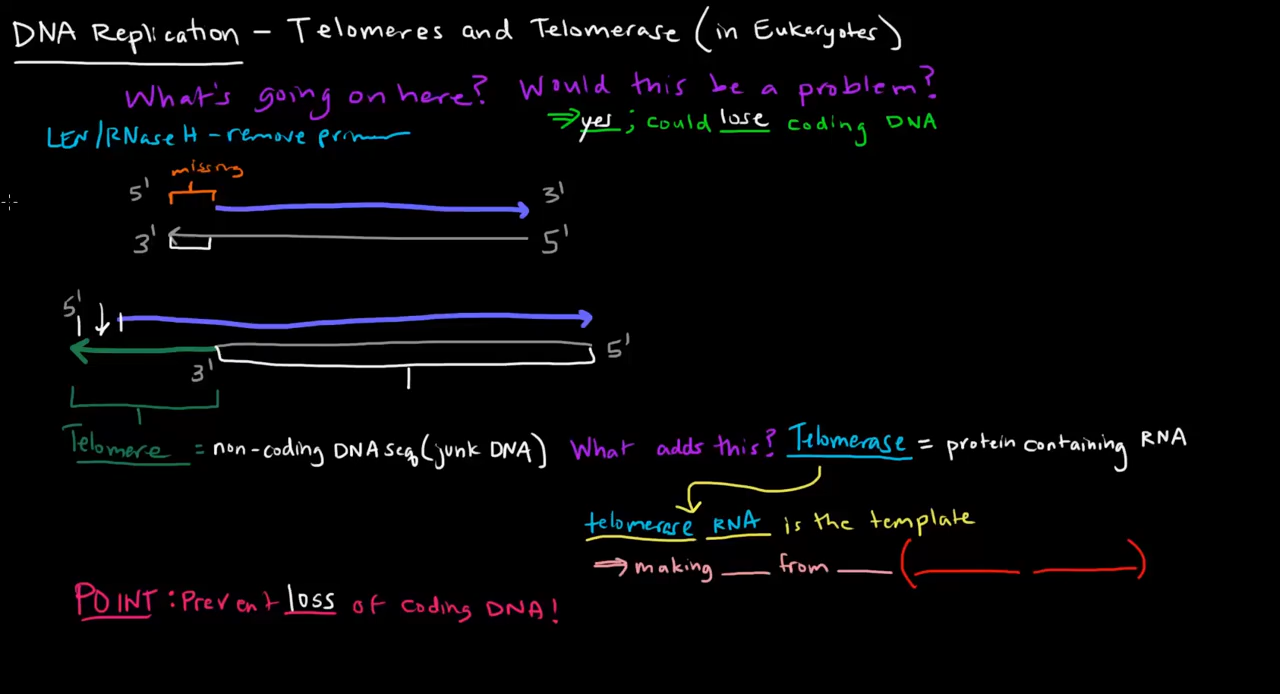 DNA Replication - Telomeres and Telomerase (in Eukaryotes)
What's going on here? Would this be a problem?
⇒ yes; could lose coding DNA
/RNase H - remove
missing
5' 3'
3' 5'
5'
3' 5'
Telomere = non-coding DNA seq (junk DNA) What adds this? Telomerase = protein containing RNA
telomerase RNA is the template
⇒ making ___ from ___ (_____ _____)
POINT: Prevent loss of coding DNA!